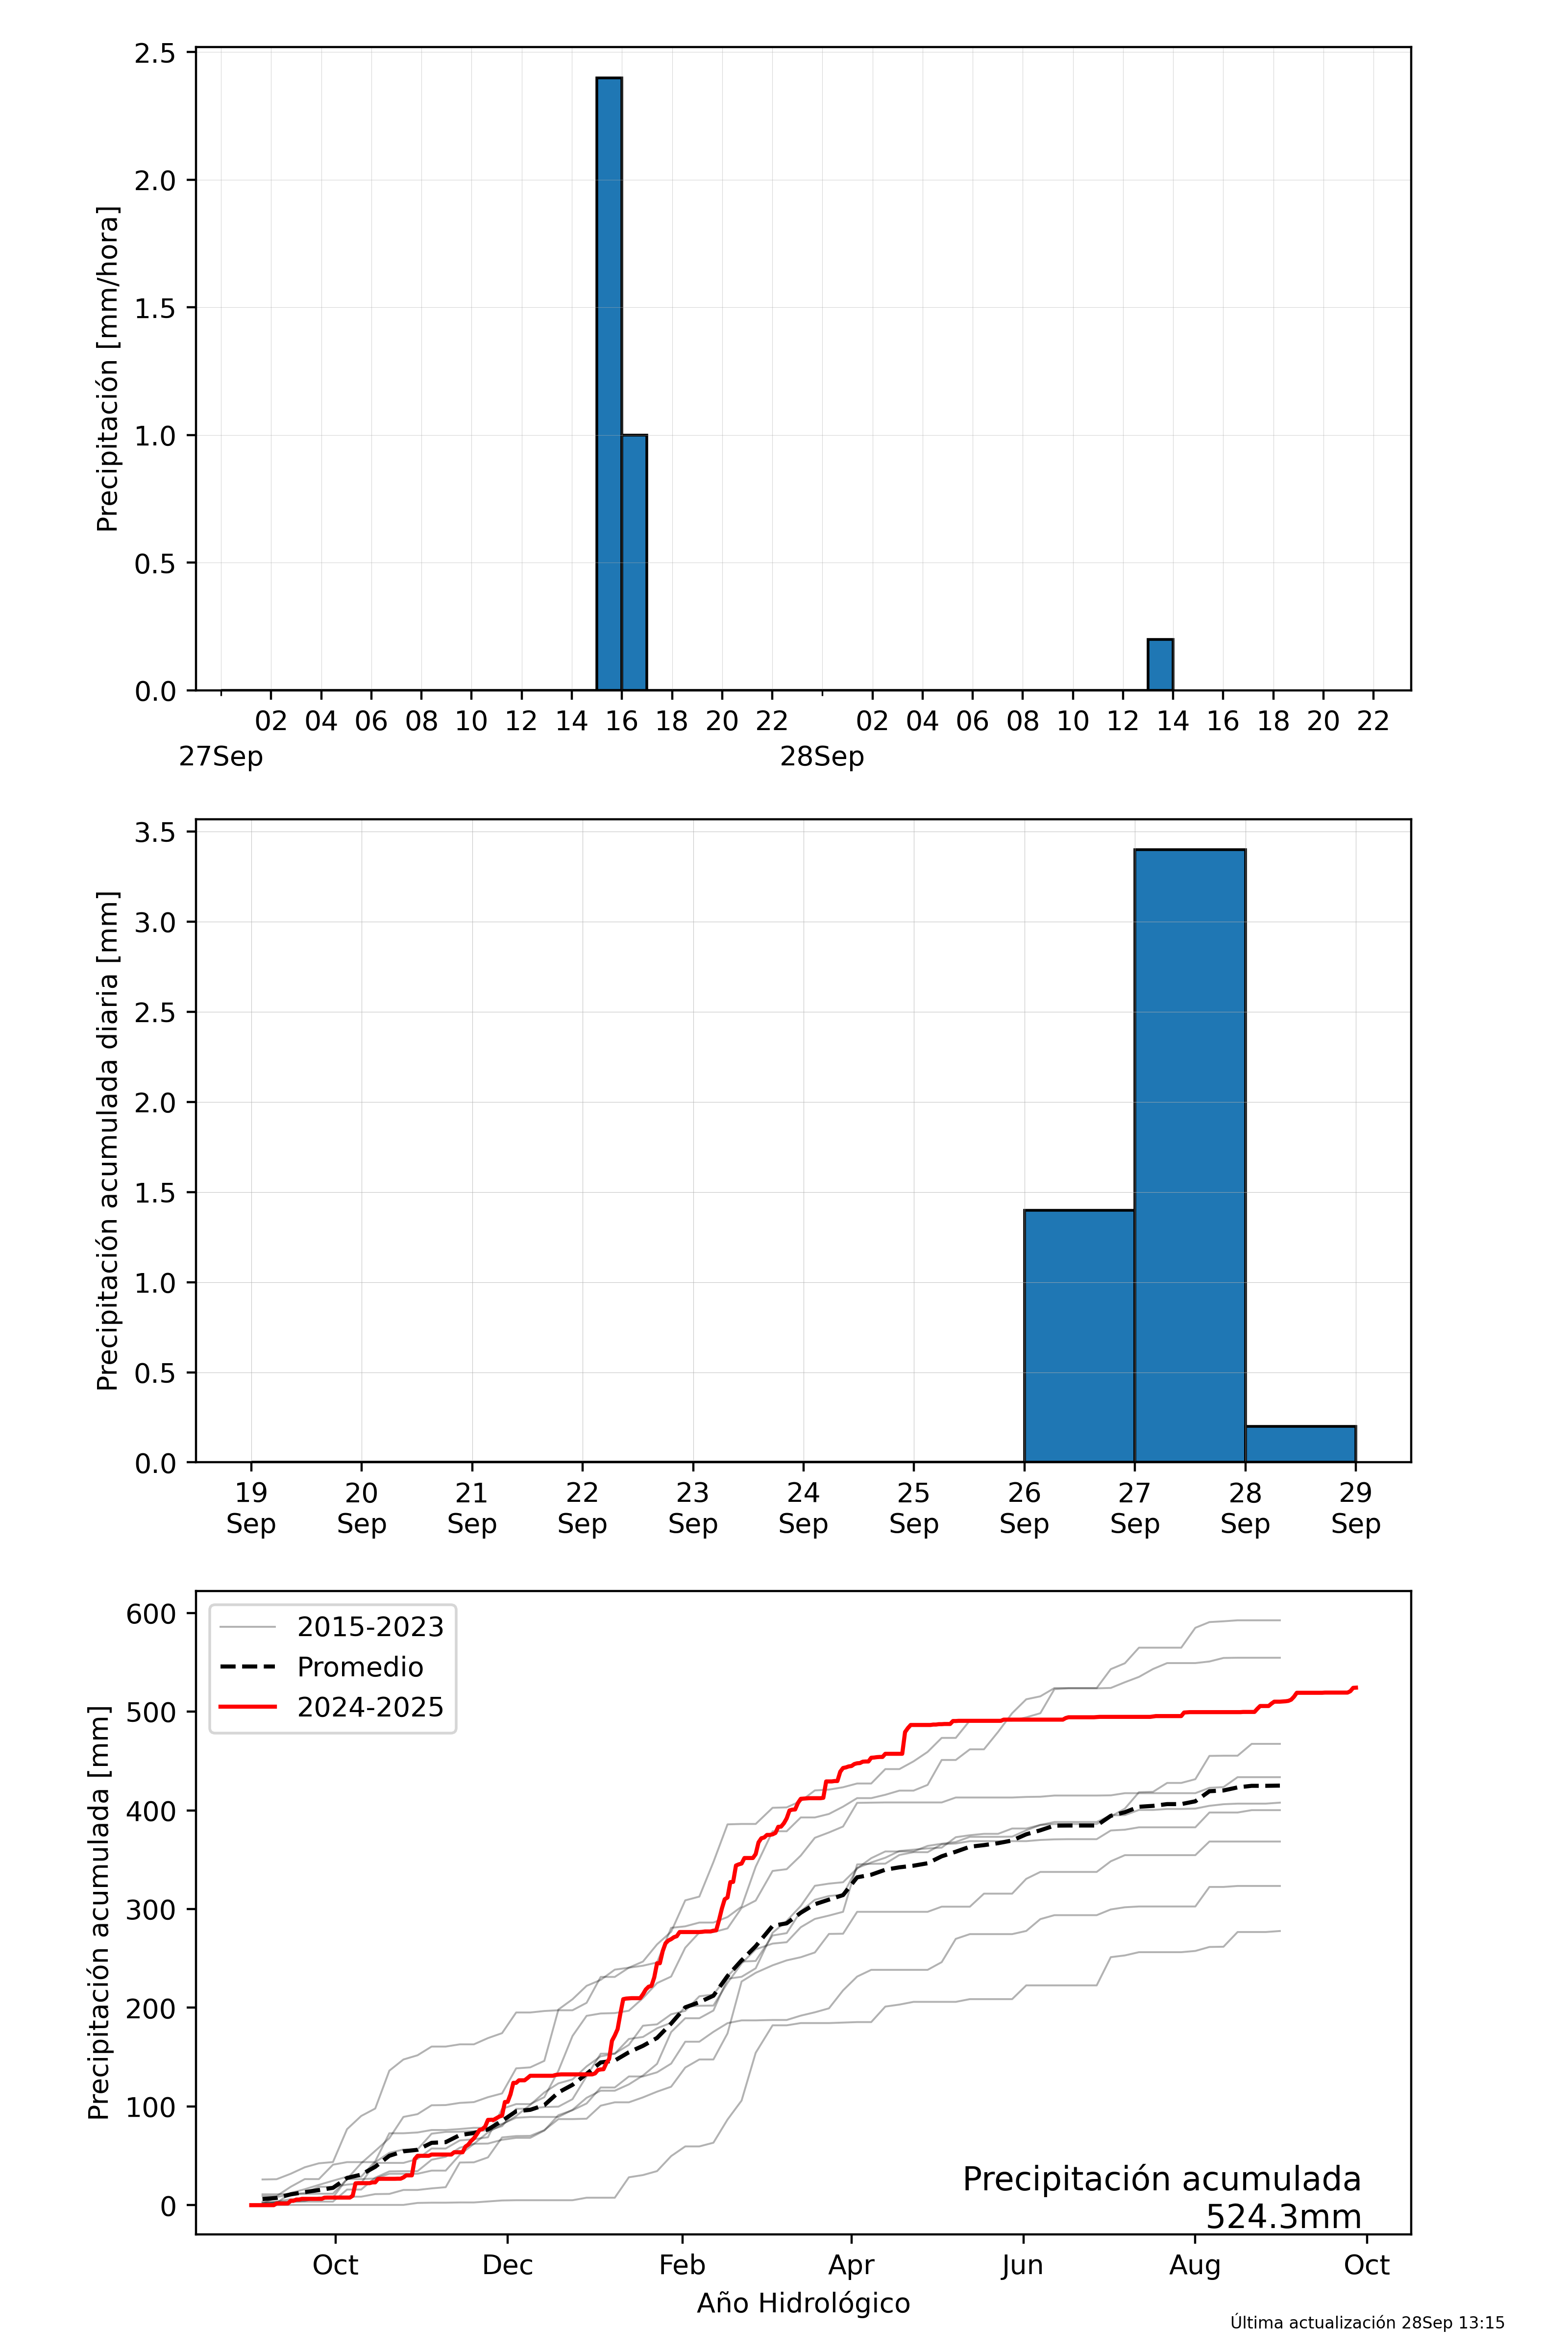 2.5
2.0
1.5
1.0
0.5
0.0
Precipitación [mm/hora]
02 04 06 08 10 12 14 16 18 20 22 02 04 06 08 10 12 14 16 18 20 22
27Sep 28Sep
3.5
3.0
2.5
2.0
1.5
1.0
0.5
0.0
Precipitación acumulada diaria [mm]
19 20 21 22 23 24 25 26 27 28 29
Sep Sep Sep Sep Sep Sep Sep Sep Sep Sep Sep
600
500
400
300
200
100
0
Precipitación acumulada [mm]
2015-2023
Promedio
2024-2025
Precipitación acumulada
524.3mm
Oct Dec Feb Apr Jun Aug Oct
Año Hidrológico
Última actualización 28Sep 13:15